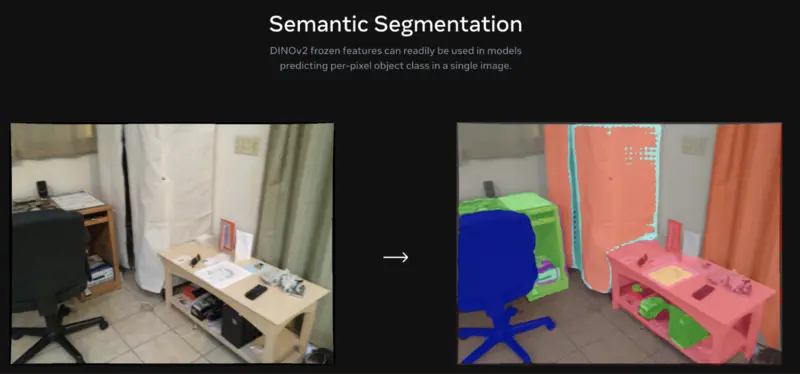 Semantic Segmentation
DINOv2 frozen features can readily be used in models
predicting per-pixel object class in a single image.